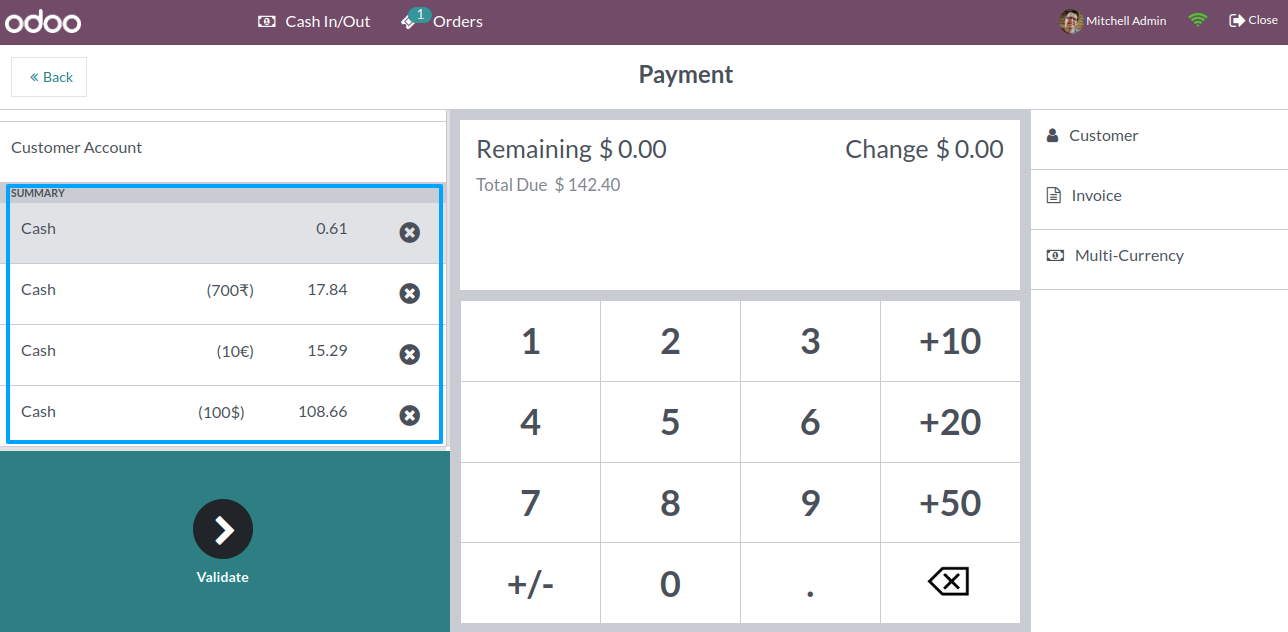 odoo
Cash In/Out
1
Orders
Mitchell Admin
Close
« Back
Payment
Customer Account
SUMMARY
Cash 0.61
Cash (700₹) 17.84
Cash (10€) 15.29
Cash (100$) 108.66
Validate
Remaining $ 0.00
Change $ 0.00
Total Due $ 142.40
1 2 3 +10
4 5 6 +20
7 8 9 +50
+/- 0 .
Customer
Invoice
Multi-Currency